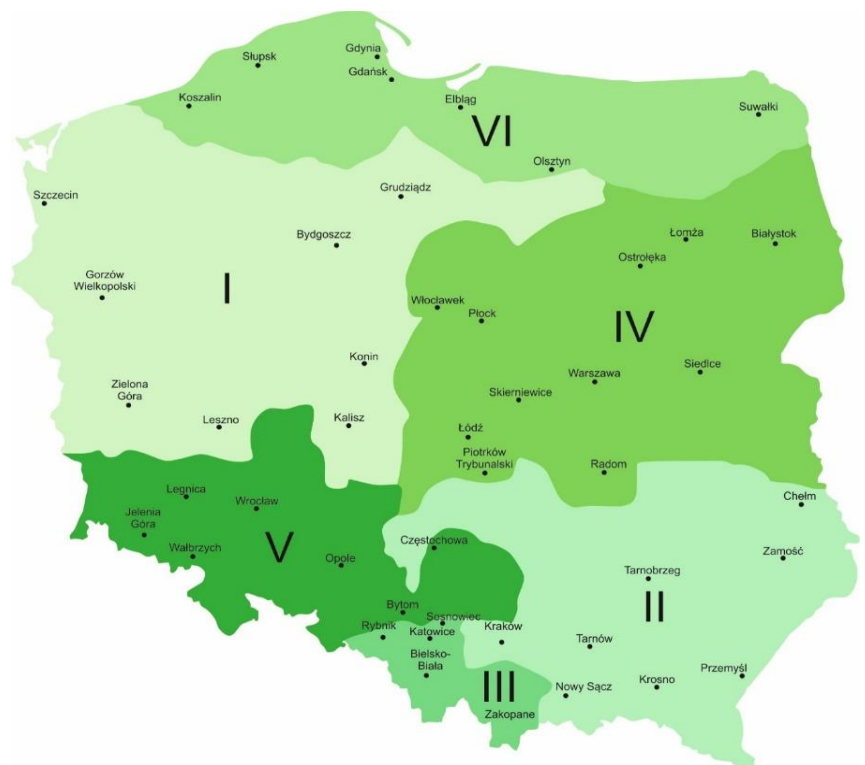 Gdynia
Słupsk
Gdańsk
Koszalin
Elbląg
Suwałki
VI
Olsztyn
Szczecin
Grudziądz
Bydgoszcz
Łomża
Białystok
Ostrołęka
Gorzów
Wielkopolski
I
Włocławek
Płock
IV
Konin
Siedlce
Warszawa
Zielona
Góra
Skierniewice
Leszno
Kalisz
Łódź
Piotrków
Trybunalski
Radom
Legnica
Chełm
Wrocław
Jelenia
Góra
V
Częstochowa
Wałbrzych
Opole
Zamość
Tarnobrzeg
Bytom
II
Sosnowiec
Rybnik
Katowice
Kraków
Tarnów
Bielsko-
Biała
Przemyśl
III
Nowy Sącz
Krosno
Zakopane